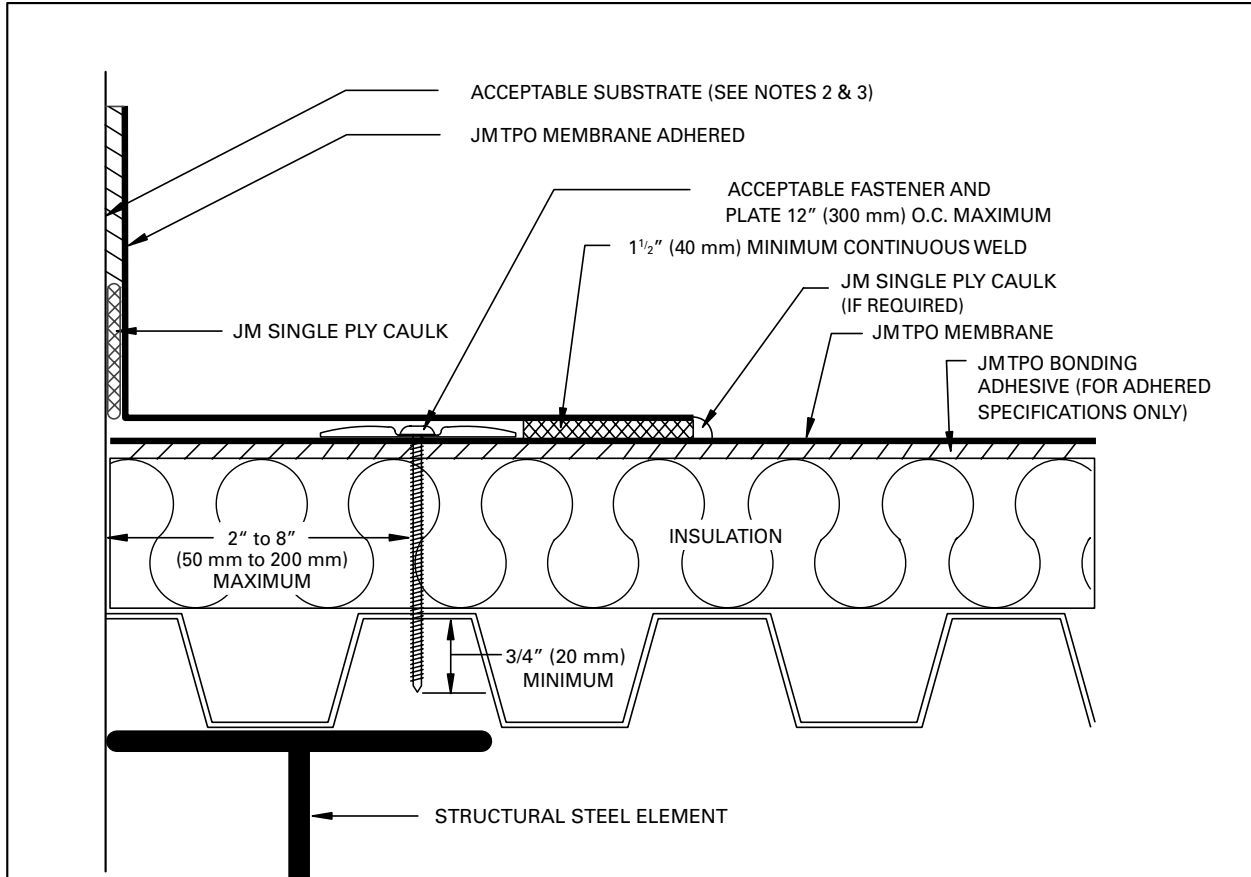 ACCEPTABLE SUBSTRATE (SEE NOTES 2 & 3)
JM TPO MEMBRANE ADHERED
ACCEPTABLE FASTENER AND
PLATE 12" (300 mm) O.C. MAXIMUM
1 1/2" (40 mm) MINIMUM CONTINUOUS WELD
JM SINGLE PLY CAULK
(IF REQUIRED)
JM SINGLE PLY CAULK
JM TPO MEMBRANE
JM TPO BONDING
ADHESIVE (FOR ADHERED
SPECIFICATIONS ONLY)
2" to 8"
(50 mm to 200 mm)
MAXIMUM
INSULATION
3/4" (20 mm)
MINIMUM
STRUCTURAL STEEL ELEMENT